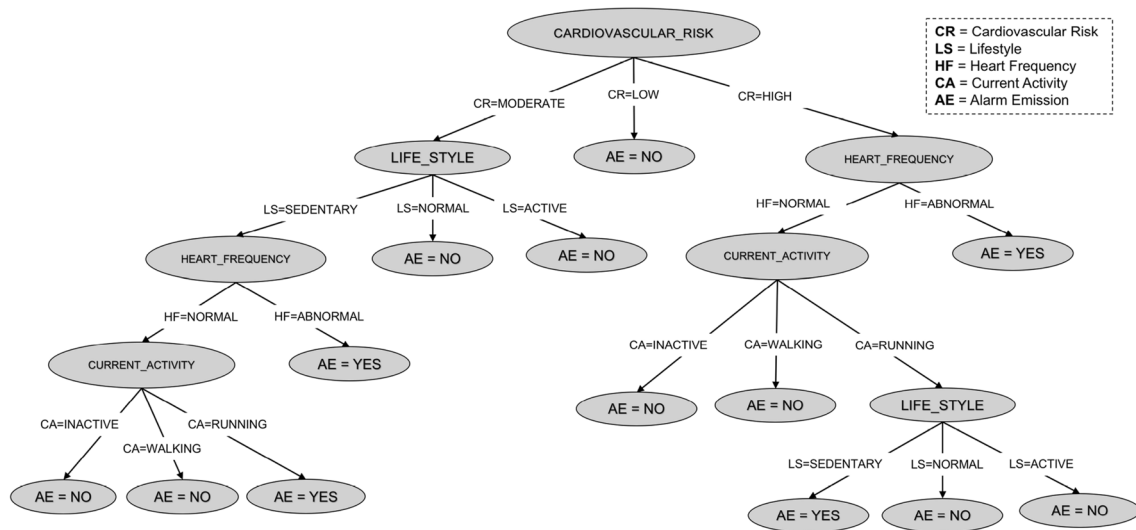 CARDIOVASCULAR_RISK
CR = Cardiovascular Risk
LS = Lifestyle
HF = Heart Frequency
CA = Current Activity
AE = Alarm Emission
CR=MODERATE
CR=LOW
CR=HIGH
LIFE_STYLE
AE = NO
HEART_FREQUENCY
LS=SEDENTARY
LS=NORMAL
LS=ACTIVE
HF=NORMAL
HF=ABNORMAL
HEART_FREQUENCY
AE = NO
AE = NO
CURRENT_ACTIVITY
AE = YES
HF=NORMAL
HF=ABNORMAL
CURRENT_ACTIVITY
AE = YES
CA=INACTIVE
CA=WALKING
CA=RUNNING
AE = NO
AE = NO
LIFE_STYLE
CA=INACTIVE
CA=WALKING
CA=RUNNING
LS=SEDENTARY
LS=NORMAL
LS=ACTIVE
AE = NO
AE = NO
AE = YES
AE = YES
AE = NO
AE = NO